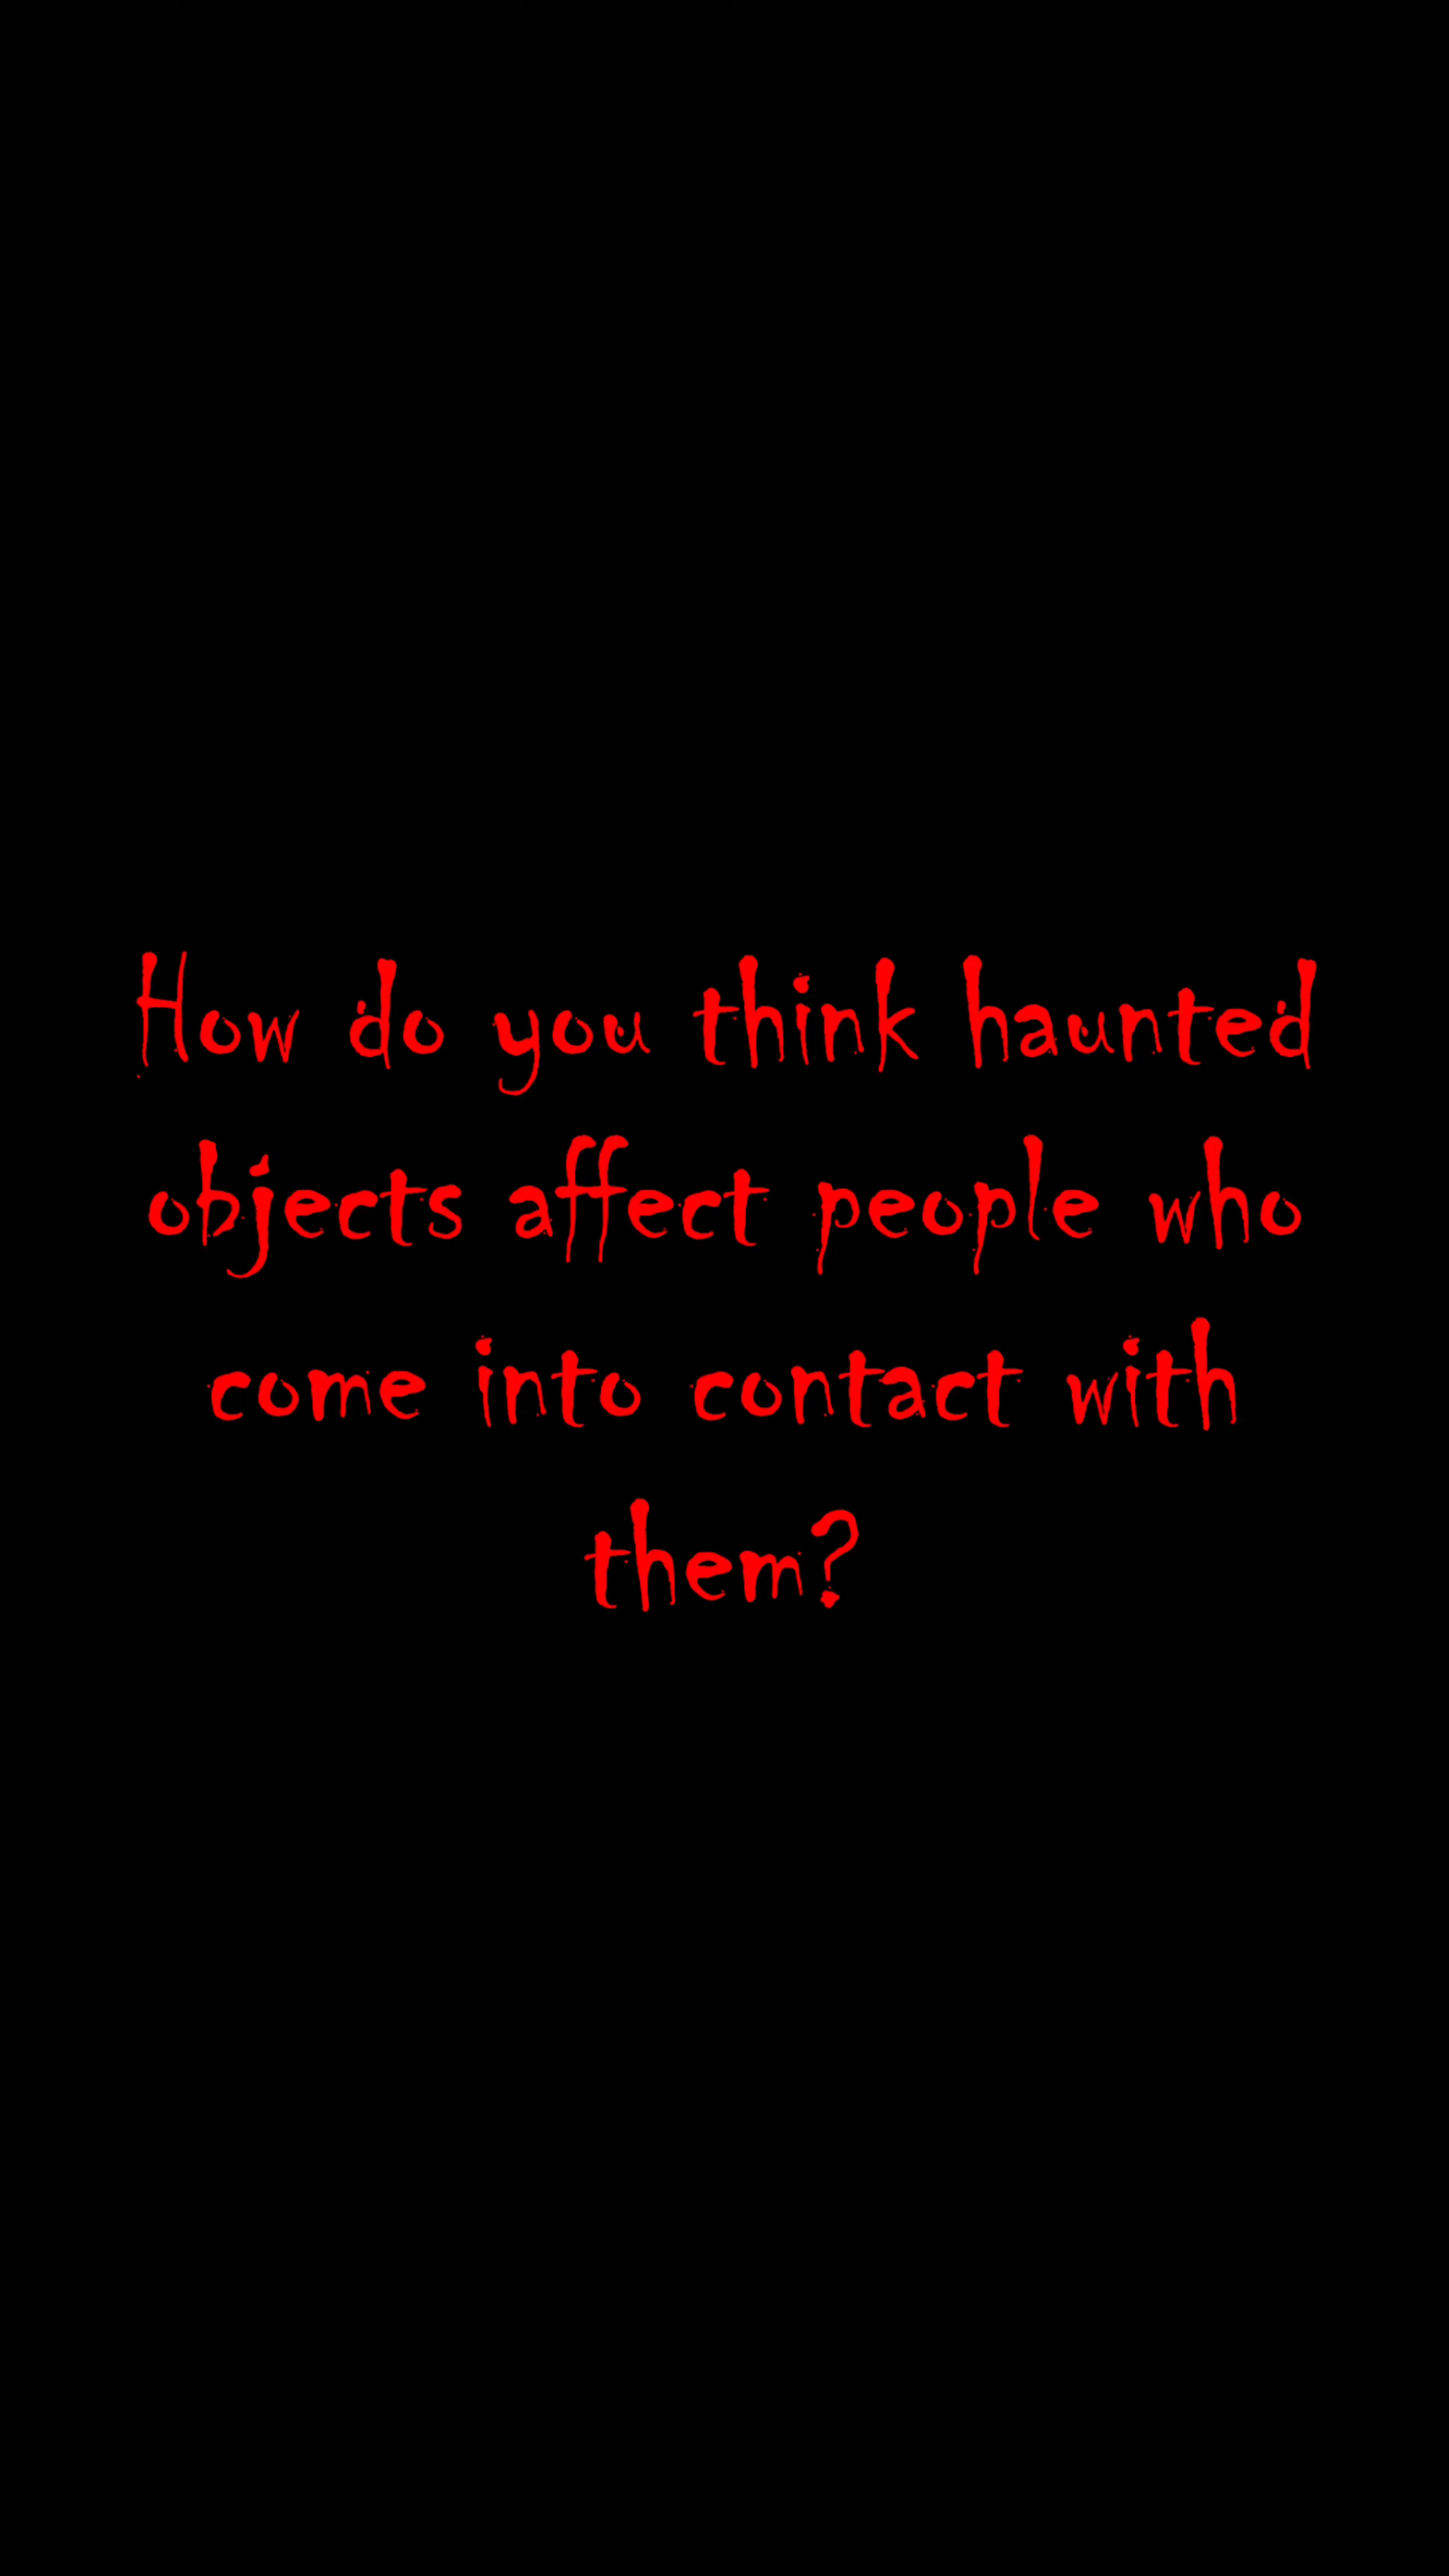 How do you think haunted
objects affect people who
come into contact with
them?